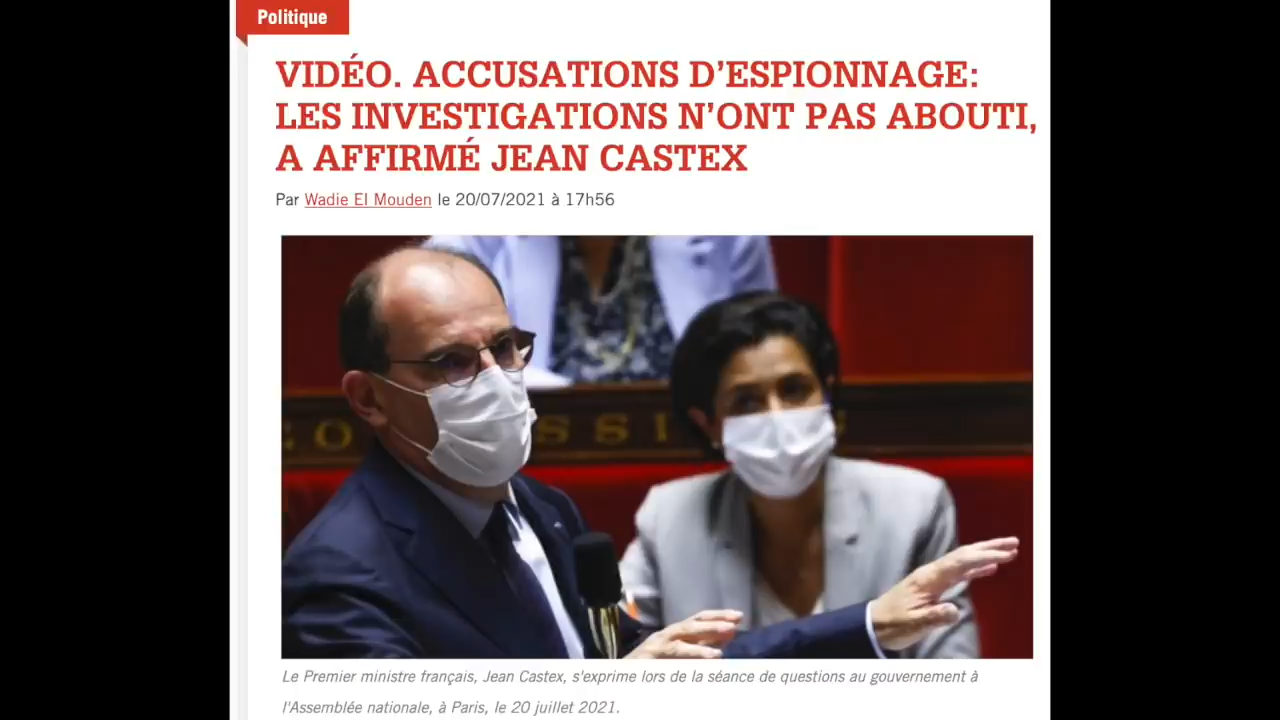 Politique
VIDÉO. ACCUSATIONS D'ESPIONNAGE:
LES INVESTIGATIONS N'ONT PAS ABOUTI,
A AFFIRMÉ JEAN CASTEX
Par Wadie El Mouden le 20/07/2021 à 17h56
Le Premier ministre français, Jean Castex, s'exprime lors de la séance de questions au gouvernement à
l'Assemblée nationale, à Paris, le 20 juillet 2021.